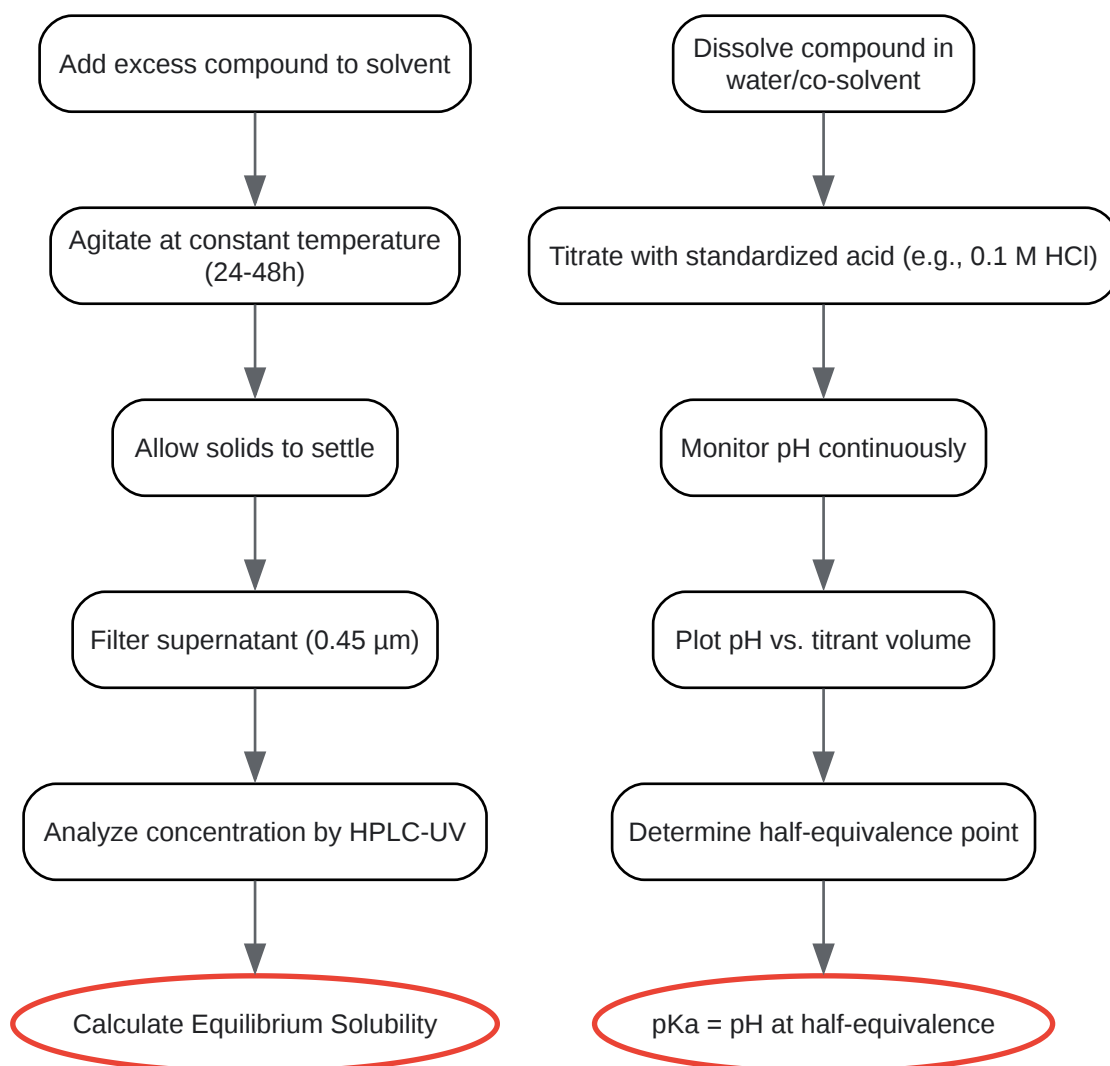 Add excess compound to solvent
Agitate at constant temperature
(24-48h)
Allow solids to settle
Filter supernatant (0.45 µm)
Analyze concentration by HPLC-UV
Calculate Equilibrium Solubility
Dissolve compound in
water/co-solvent
Titrate with standardized acid (e.g., 0.1 M HCl)
Monitor pH continuously
Plot pH vs. titrant volume
Determine half-equivalence point
pKa = pH at half-equivalence